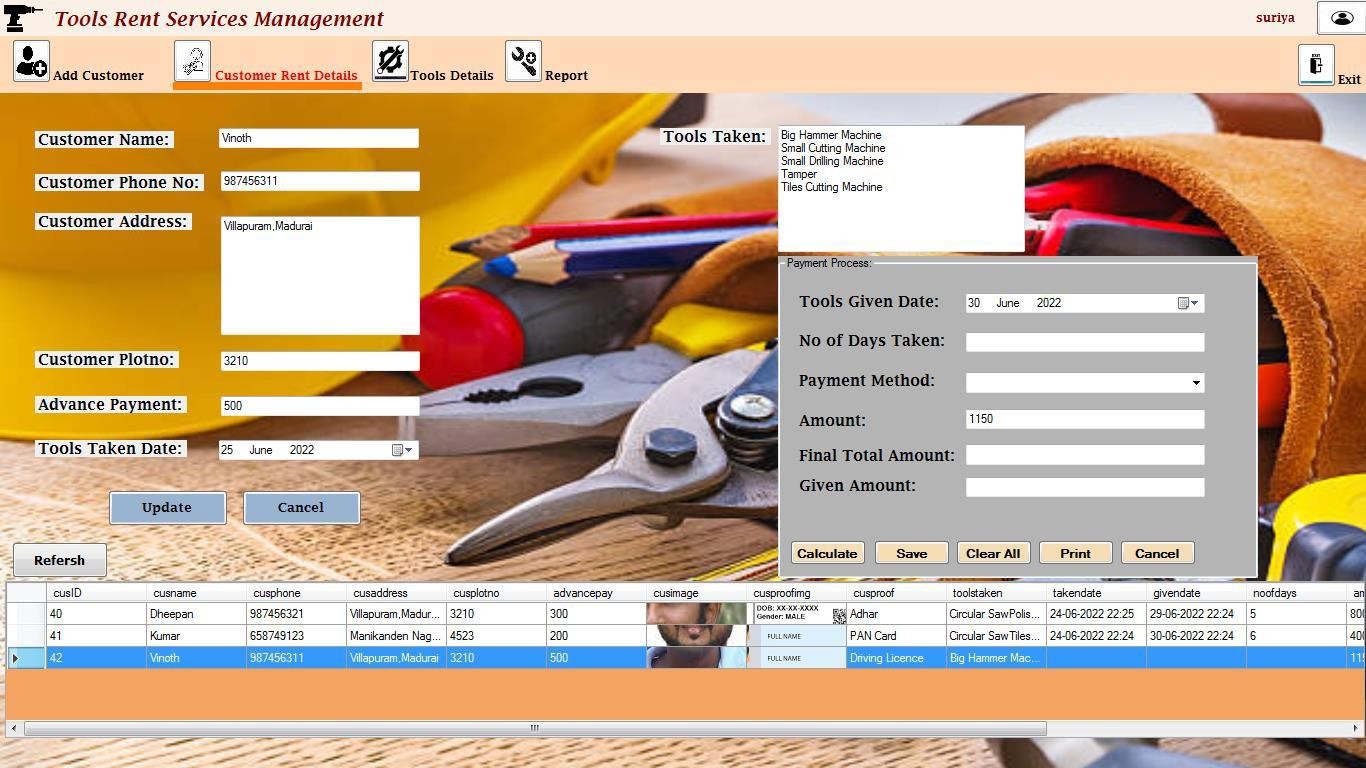 Tools Rent Services Management
suriya
Add Customer
Customer Rent Details
Tools Details
Report
Exit
Customer Name:
Vinoth
Customer Phone No:
987456311
Customer Address:
Villapuram,Madurai
Customer Plotno:
3210
Advance Payment:
500
Tools Taken Date:
25 June 2022
Update
Cancel
Refersh
Tools Taken:
Big Hammer Machine
Small Cutting Machine
Small Drilling Machine
Tamper
Tiles Cutting Machine
Payment Process:
Tools Given Date:
30 June 2022
No of Days Taken:
Payment Method:
Amount:
1150
Final Total Amount:
Given Amount:
Calculate
Save
Clear All
Print
Cancel
cusID cusname cusphone cusaddress cusplotno advancepay cusimage cusproofimg cusproof toolstaken takendate givendate noofdays
40 Dheepan 987456321 Villapuram,Madur... 3210 300 DOB: XX-XX-XXXX Gender: MALE Adhar Circular SawPolis... 24-06-2022 22:25 29-06-2022 22:24 5
41 Kumar 658749123 Manikanden Nag... 4523 200 FULL NAME PAN Card Circular SawTiles... 24-06-2022 22:24 30-06-2022 22:24 6
42 Vinoth 987456311 Villapuram,Madurai 3210 500 FULL NAME Driving Licence Big Hammer Mac...